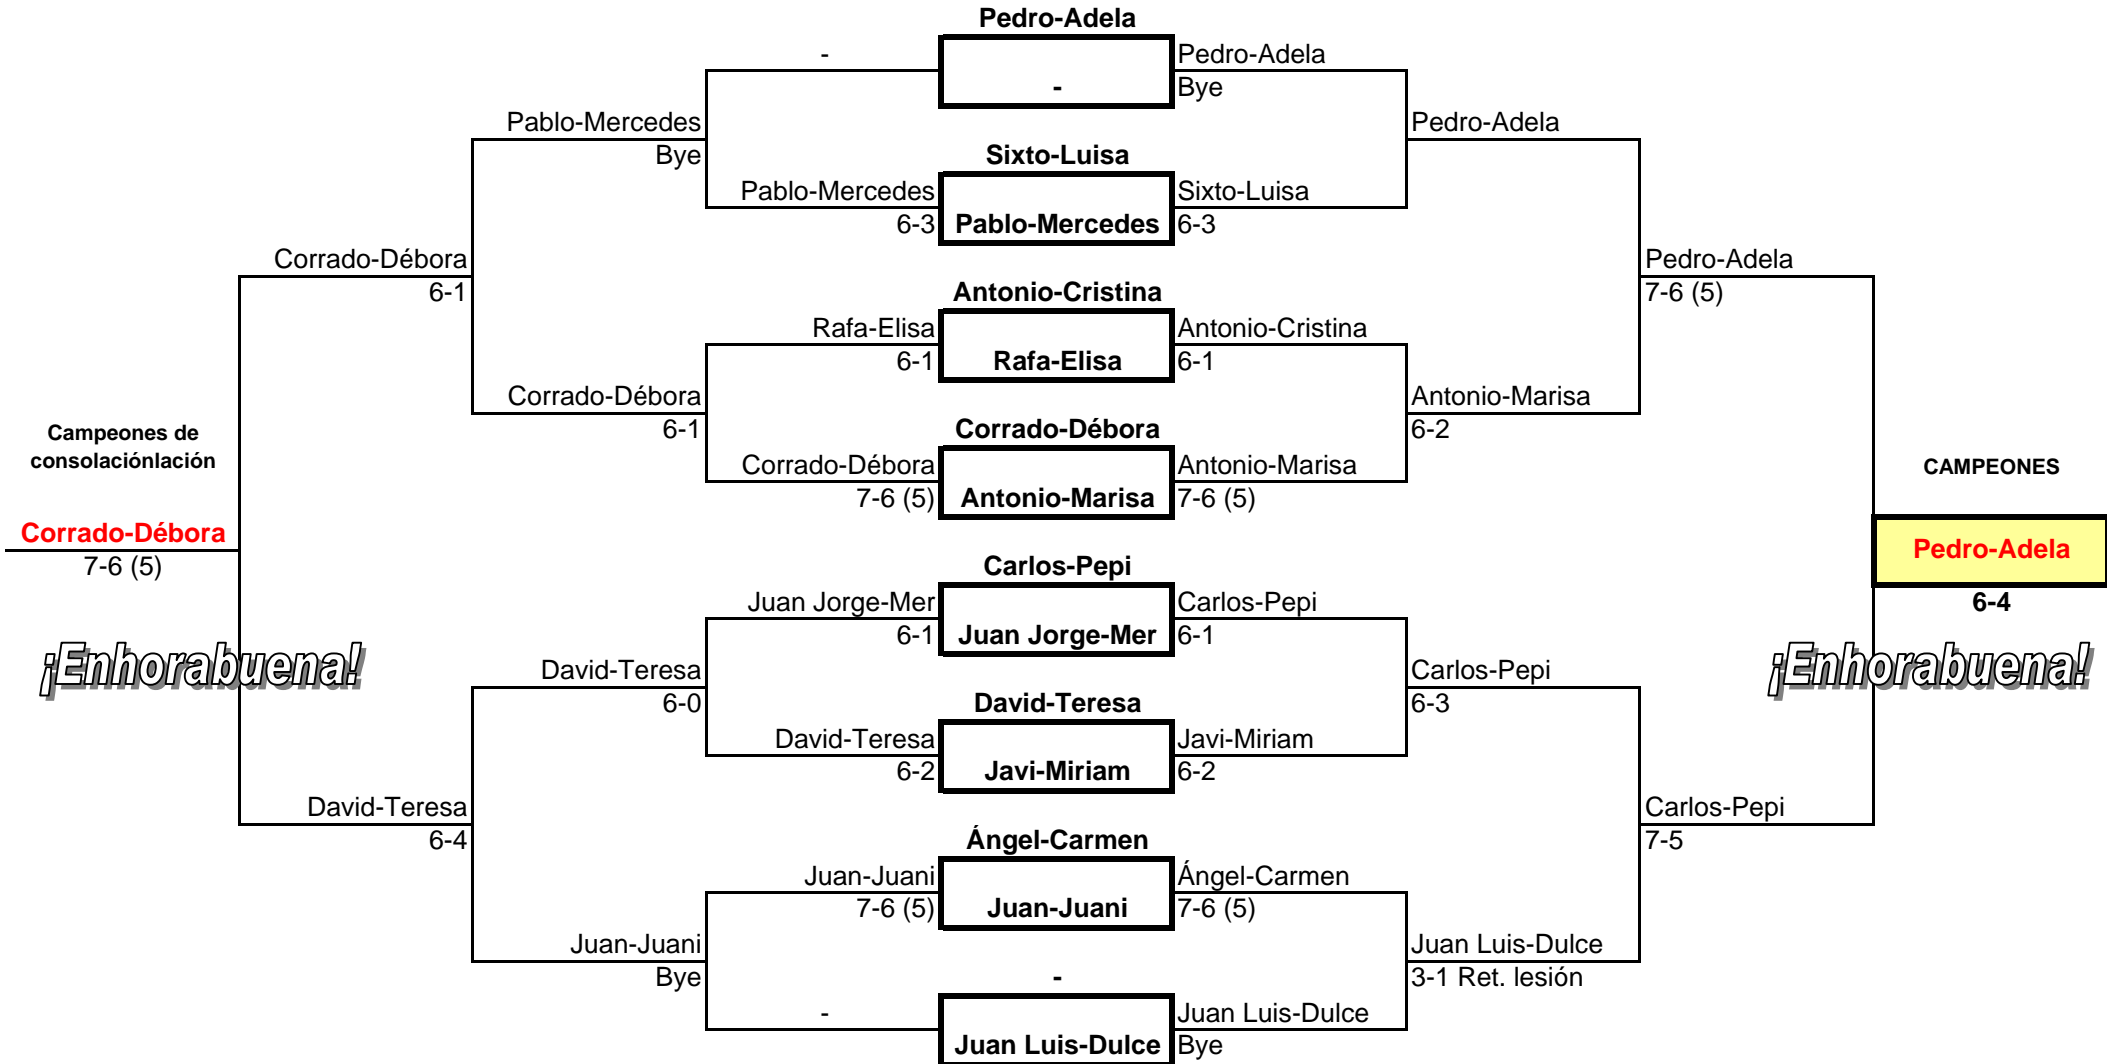 Pedro-Adela
-
Pedro-Adela
-
Bye
Pablo-Mercedes
Pedro-Adela
Bye
Sixto-Luisa
Pablo-Mercedes
Sixto-Luisa
6-3
Pablo-Mercedes
6-3
Corrado-Débora
Pedro-Adela
6-1
Antonio-Cristina
7-6 (5)
Rafa-Elisa
Antonio-Cristina
6-1
Rafa-Elisa
6-1
Corrado-Débora
Antonio-Marisa
6-1
Corrado-Débora
6-2
Campeones de
consolaciónlación
Corrado-Débora
Antonio-Marisa
CAMPEONES
7-6 (5)
Antonio-Marisa
7-6 (5)
Corrado-Débora
Pedro-Adela
7-6 (5)
Carlos-Pepi
6-4
Juan Jorge-Mer
Carlos-Pepi
6-1
Juan Jorge-Mer
6-1
¡Enhorabuena!
¡Enhorabuena!
David-Teresa
Carlos-Pepi
6-0
David-Teresa
6-3
David-Teresa
Javi-Miriam
6-2
Javi-Miriam
6-2
David-Teresa
Carlos-Pepi
6-4
Ángel-Carmen
7-5
Juan-Juani
Ángel-Carmen
7-6 (5)
Juan-Juani
7-6 (5)
Juan-Juani
Juan Luis-Dulce
Bye
-
3-1 Ret. lesión
-
Juan Luis-Dulce
Juan Luis-Dulce
Bye